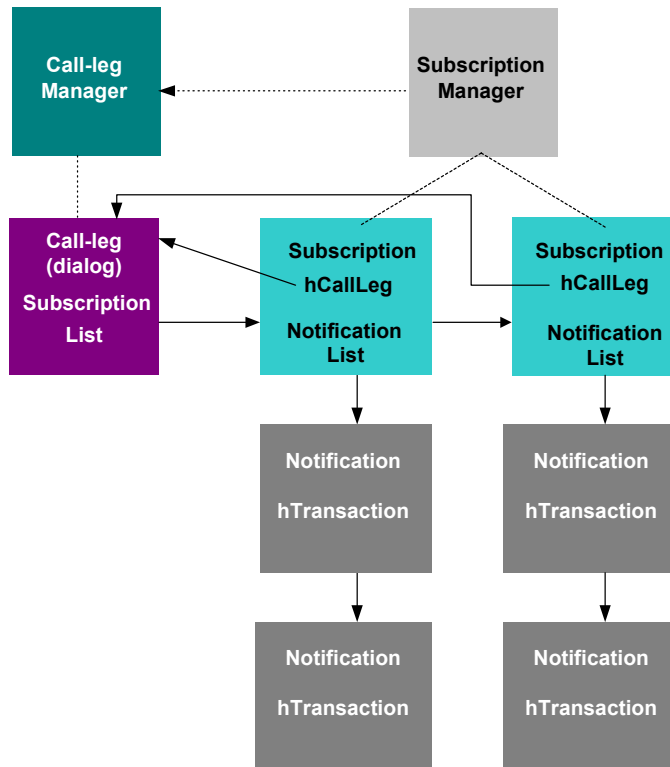 Call-leg
Manager
Subscription
Manager
Call-leg
(dialog)
Subscription
List
Subscription
hCallLeg
Notification
List
Subscription
hCallLeg
Notification
List
Notification
hTransaction
Notification
hTransaction
Notification
hTransaction
Notification
hTransaction